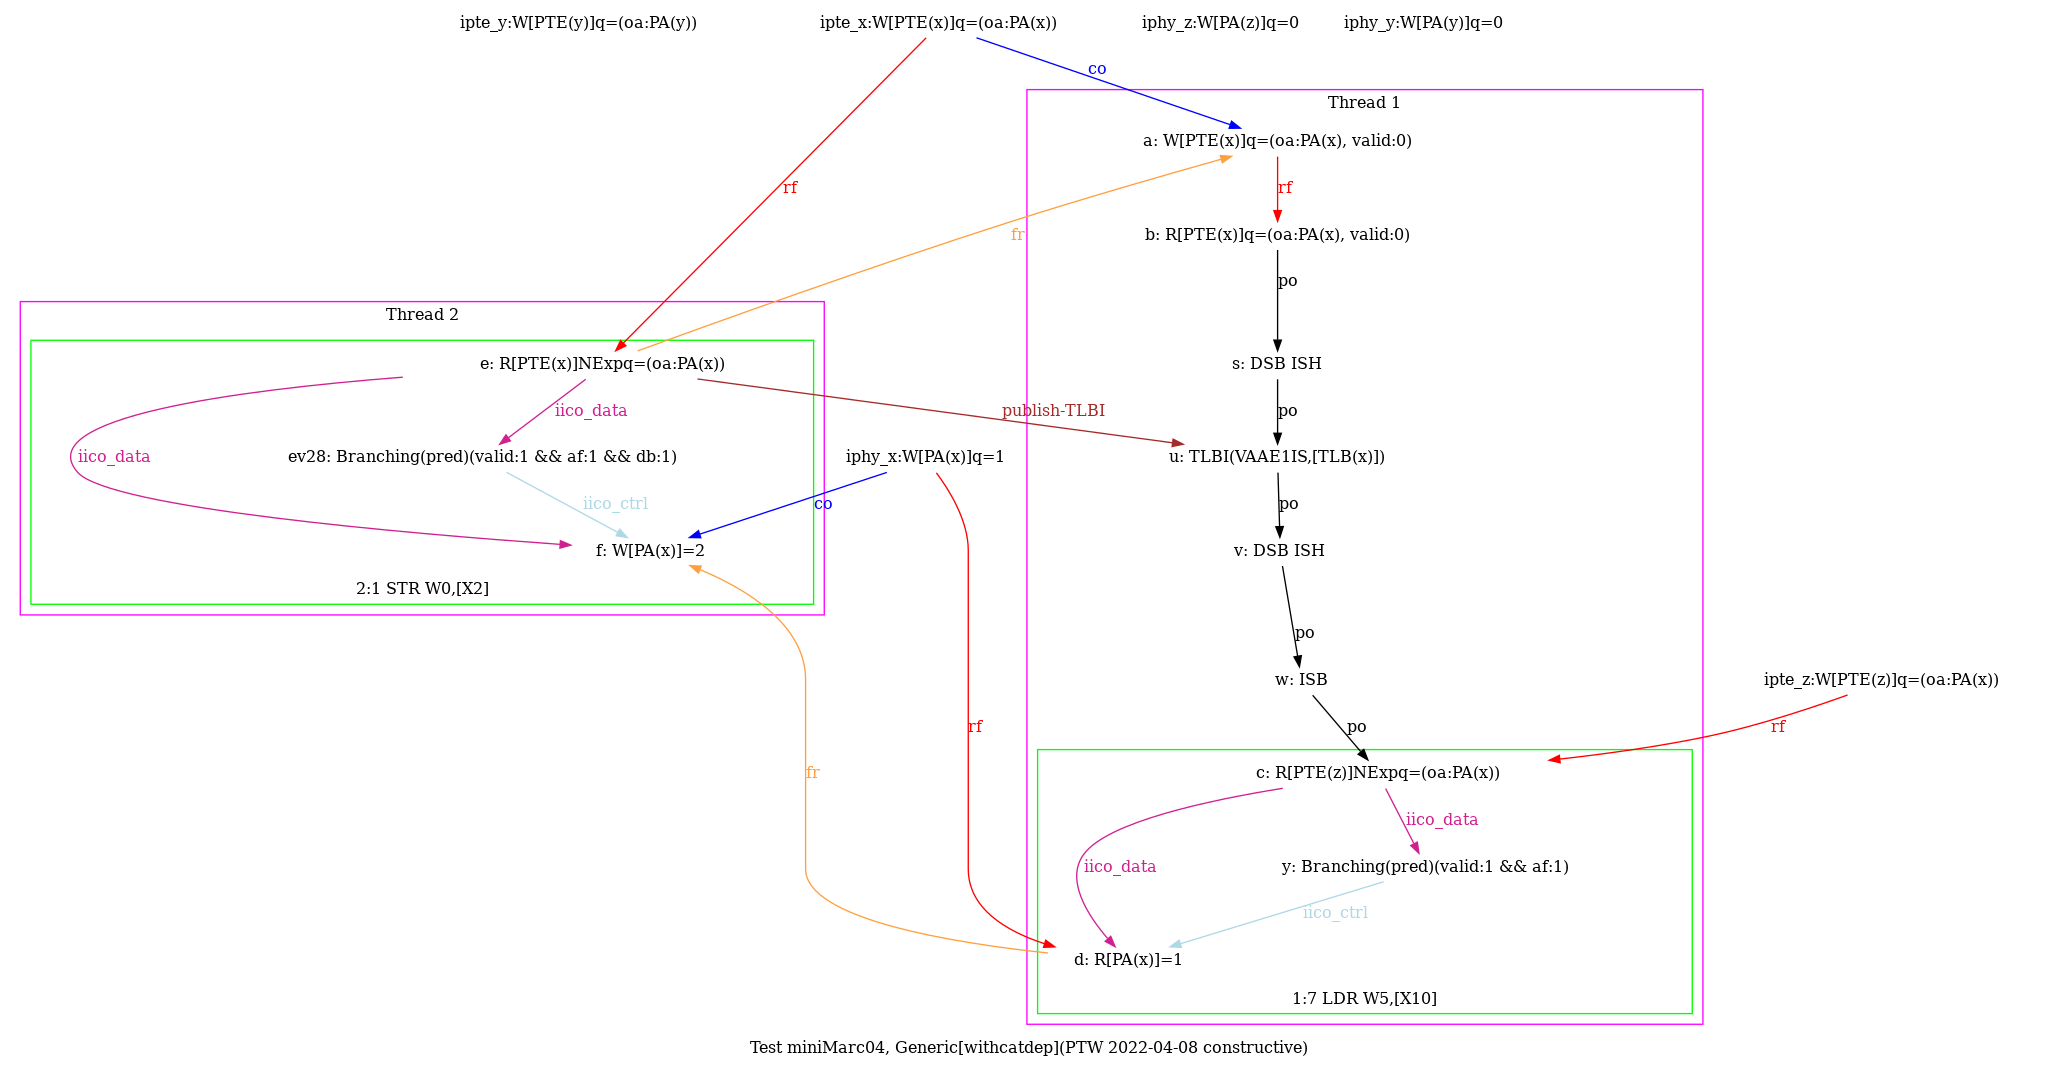 ipte_y:W[PTE(y)]q=(oa:PA(y))
ipte_x:W[PTE(x)]q=(oa:PA(x))
iphy_z:W[PA(z)]q=0
iphy_y:W[PA(y)]q=0
co
Thread 1
a: W[PTE(x)]q=(oa:PA(x), valid:0)
rf
rf
fr
b: R[PTE(x)]q=(oa:PA(x), valid:0)
po
Thread 2
e: R[PTE(x)]NExpq=(oa:PA(x))
s: DSB ISH
iico_data
publish-TLBI
po
iico_data
ev28: Branching(pred)(valid:1 && af:1 && db:1)
iphy_x:W[PA(x)]q=1
u: TLBI(VAAE1IS,[TLB(x)])
iico_ctrl
co
po
f: W[PA(x)]=2
v: DSB ISH
2:1 STR W0,[X2]
po
w: ISB
ipte_z:W[PTE(z)]q=(oa:PA(x))
rf
po
rf
fr
c: R[PTE(z)]NExpq=(oa:PA(x))
iico_data
iico_data
y: Branching(pred)(valid:1 && af:1)
iico_ctrl
d: R[PA(x)]=1
1:7 LDR W5,[X10]
Test miniMarc04, Generic[withcatdep](PTW 2022-04-08 constructive)